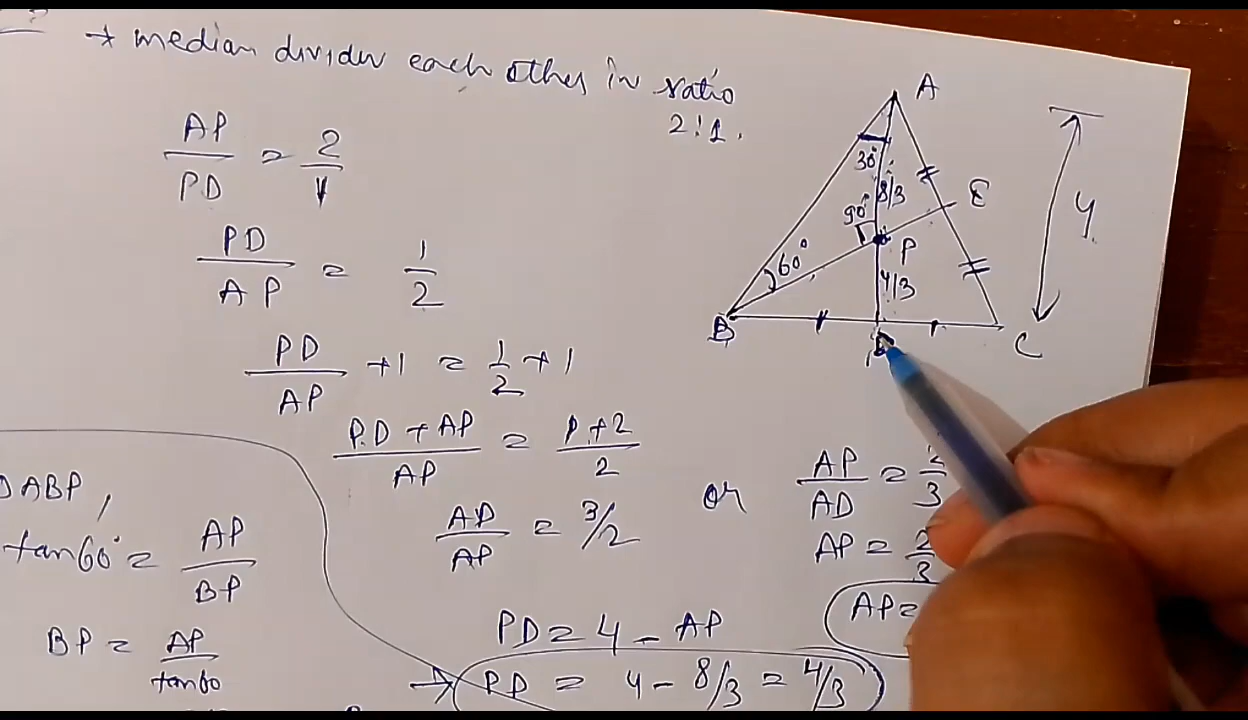 → median divides each other in ratio
2:1.
AP/PD = 2/1
PD/AP = 1/2
PD/AP +1 = 1/2 +1
PD + AP/AP = 1+2/2
AD/AP = 3/2 or AP/AD = 2/3
AP = 2/3
AP=
PD = 4 - AP
→ PD = 4 - 8/3 = 4/3
ABP,
tan60° = AP/BP
BP = AP/tan60
A
30°
8/3
E
90°
P
60°
4/3
B
D
C
4